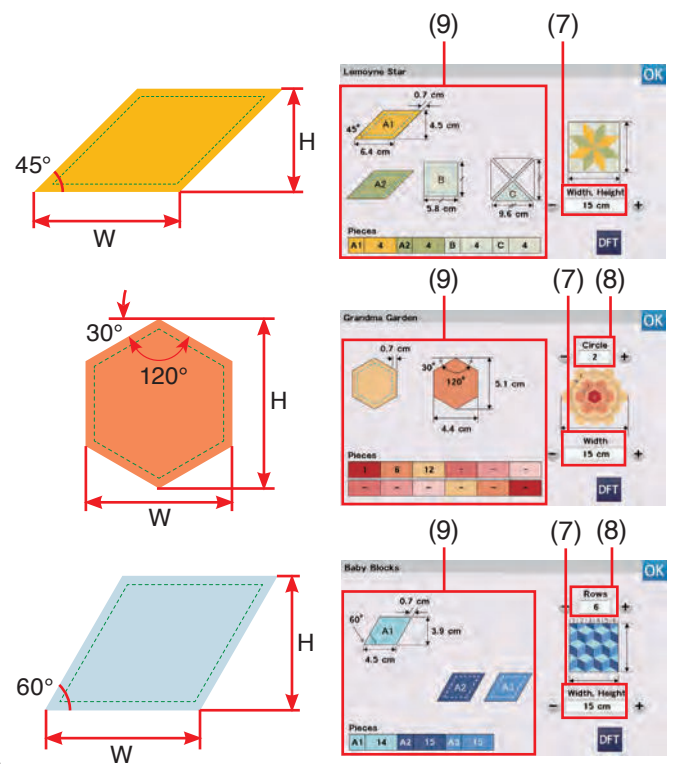 (9)
(7)
Lemoyne Star
OK
0.7 cm
45°
A1
4.5 cm
6.4 cm
A2
B
C
5.8 cm
9.6 cm
Width, Height
− 15 cm +
Pieces
A1 4 A2 4 B 4 C 4
DFT
45°
H
W
(9)
(7) (8)
Grandma Garden
OK
Circle
− 2 +
0.7 cm
30°
120°
5.1 cm
4.4 cm
Width
− 15 cm +
Pieces
1 6 12 - - -
- - - - - -
DFT
30°
120°
H
W
(9)
(7) (8)
Baby Blocks
OK
Rows
− 6 +
0.7 cm
60°
A1
3.9 cm
4.5 cm
A2
A3
Width, Height
− 15 cm +
Pieces
A1 14 A2 15 A3 15
DFT
60°
H
W